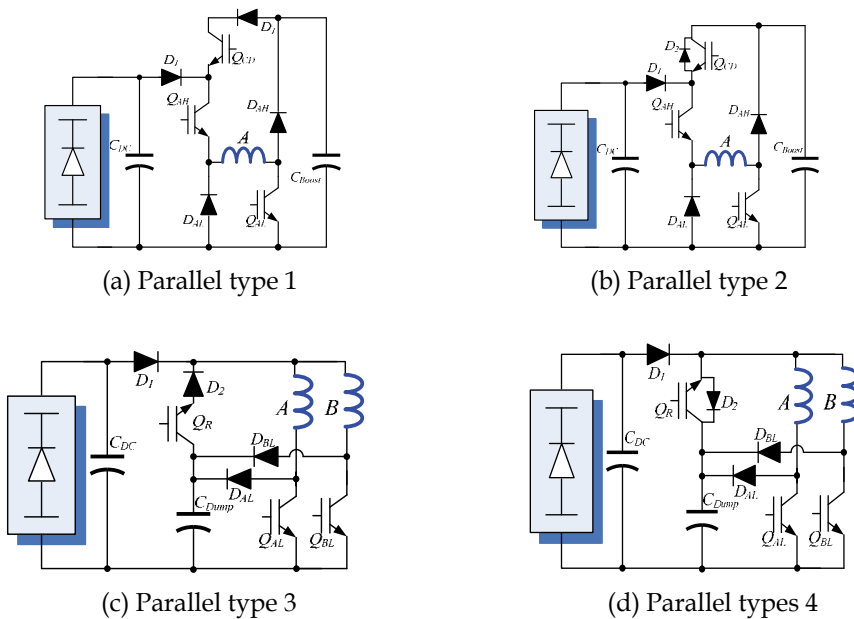 D1
QCD
D1
QAH
DAH
A
CDC
CBoost
DAL
QAL
(a) Parallel type 1
D2
QCD
D1
QAH
DAH
A
CDC
CBoost
DAL
QAL
(b) Parallel type 2
D1
D2
A
B
QR
CDC
DBL
DAL
CDump
QAL
QBL
(c) Parallel type 3
D1
QR
D2
A
B
CDC
DBL
DAL
CDump
QAL
QBL
(d) Parallel types 4